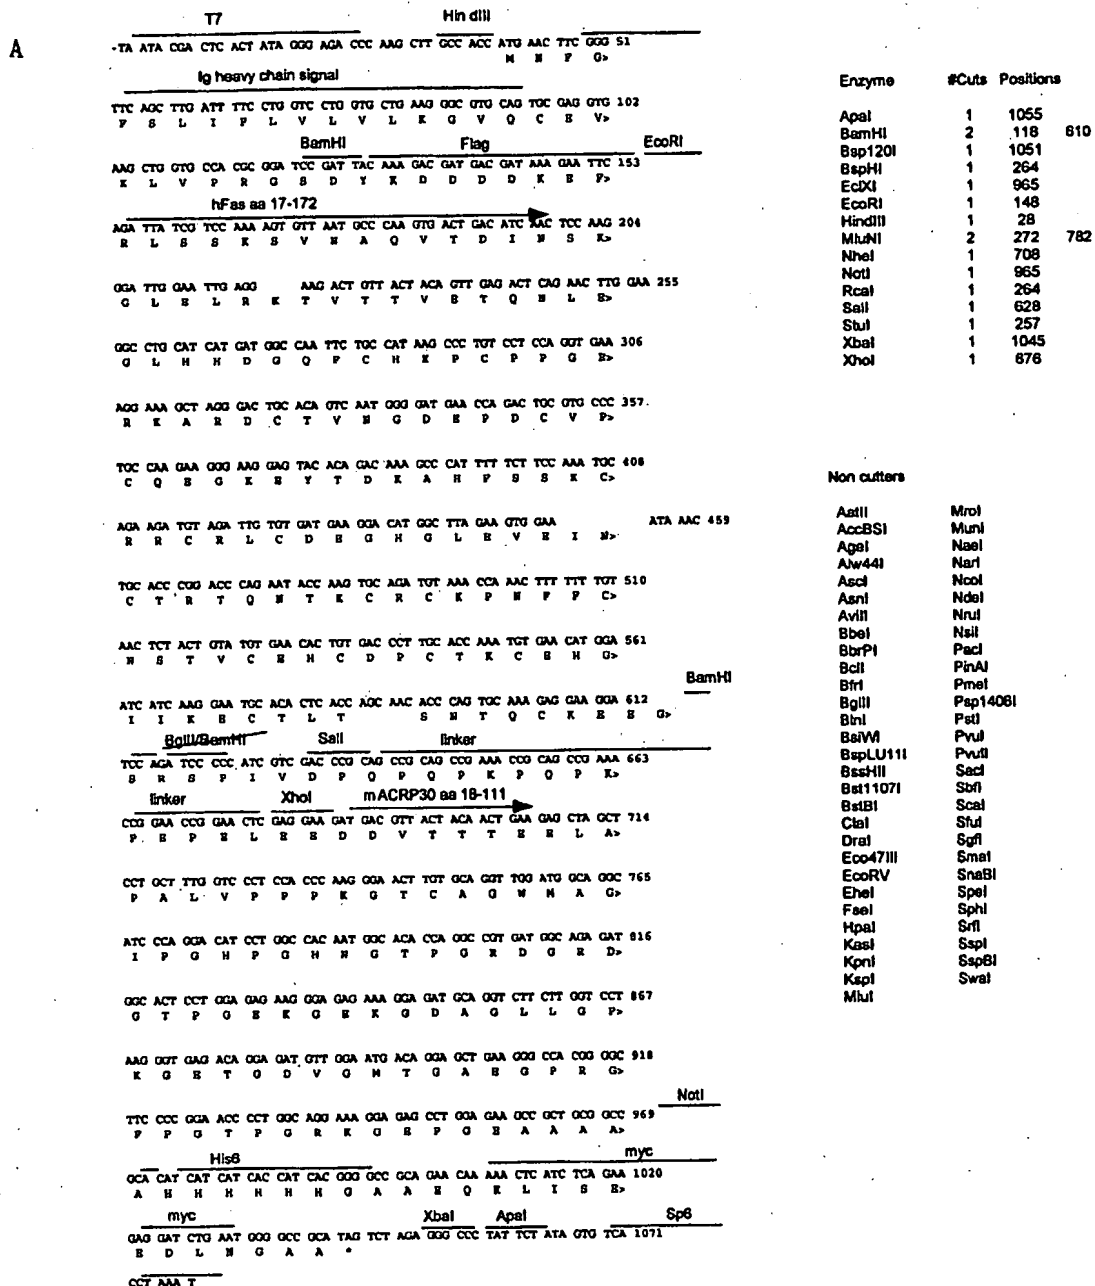 A
T7 Hin dIII
-TA ATA CGA CTC ACT ATA GGG AGA CCC AAG CTT GCC ACC ATG AAC TTC GGG 51
M N F G>
Ig heavy chain signal
TTC AGC TTG ATT TTC CTG GTC CTG GTG CTG AAG GGC GTG CAG TGC GAG GTG 102
F S L I F L V L V L K G V Q C E V>
BamHI Flag EcoRI
AAG CTG GTG CCA CGC GGA TCC GAT TAC AAA GAC GAT GAC GAT AAA GAA TTC 153
K L V P R G S D Y K D D D D K E F>
hFas aa 17-172
AGA TTA TCG TCC AAA AGT GTT AAT GCC CAA GTG ACT GAC ATC AAC TCC AAG 204
R L S S K S V N A Q V T D I N S K>
GGA TTG GAA TTG AGG AAG ACT GTT ACT ACA GTT GAG ACT CAG AAC TTG GAA 255
G L E L R K T V T T V E T Q N L E>
GGC CTG CAT CAT GAT GGC CAA TTC TGC CAT AAG CCC TGT CCT CCA GGT GAA 306
G L H H D G Q F C H K P C P P G E>
AGG AAA GCT AGG GAC TGC ACA GTC AAT GGG GAT GAA CCA GAC TGC GTG CCC 357.
R K A R D C T V N G D E P D C V P>
TGC CAA GAA GGG AAG GAG TAC ACA GAC AAA GCC CAT TTT TCT TCC AAA TGC 408
C Q E G K E Y T D K A H F S S K C>
AGA AGA TGT AGA TTG TGT GAT GAA GGA CAT GGC TTA GAA GTG GAA ATA AAC 459
R R C R L C D E G H G L E V E I N>
TGC ACC CGG ACC CAG AAT ACC AAG TGC AGA TGT AAA CCA AAC TTT TTT TGT 510
C T R T Q N T K C R C K P N F F C>
AAC TCT ACT GTA TGT GAA CAC TGT GAC CCT TGC ACC AAA TGT GAA CAT GGA 561
N S T V C E H C D P C T K C E H G>
BamHI
ATC ATC AAG GAA TGC ACA CTC ACC AGC AAC ACC CAG TGC AAA GAG GAA GGA 612
I I K E C T L T S N T Q C K E E G>
BglII/BamHI SalI linker
TCC AGA TCC CCC ATC GTC GAC CCG CAG CCG CAG CCG AAA CCG CAG CCG AAA 663
S R S P I V D P Q P Q P K P Q P K>
linker XhoI mACRP30 aa 18-111
CCG GAA CCG GAA CTC GAG GAA GAT GAC GTT ACT ACA ACT GAA GAG CTA GCT 714
P E P E L E E D D V T T T E E L A>
CCT GCT TTG GTC CCT CCA CCC AAG GGA ACT TGT GCA GGT TGG ATG GCA GGC 765
P A L V P P P K G T C A G W M A G>
ATC CCA GGA CAT CCT GGC CAC AAT GGC ACA CCA GGC CGT GAT GGC AGA GAT 816
I P G H P G H N G T P G R D G R D>
GGC ACT CCT GGA GAG AAG GGA GAG AAA GGA GAT GCA GGT CTT CTT GGT CCT 867
G T P G E K G E K G D A G L L G P>
AAG GGT GAG ACA GGA GAT GTT GGA ATG ACA GGA GCT GAA GGG CCA CGG GGC 918
K G E T G D V G M T G A E G P R G>
NotI
TTC CCC GGA ACC CCT GGC AGG AAA GGA GAG CCT GGA GAA GCC GCT GCG GCC 969
F P G T P G R K G E P G E A A A A>
His6 myc
GCA CAT CAT CAT CAC CAT CAC GGG GCC GCA GAA CAA AAA CTC ATC TCA GAA 1020
A H H H H H H G A A E Q K L I S E>
myc XbaI ApaI Sp6
GAG GAT CTG AAT GGG GCC GCA TAG TCT AGA GGG CCC TAT TCT ATA GTG TCA 1071
E D L N G A A *
CCT AAA T
Enzyme #Cuts Positions
ApaI 1 1055
BamHI 2 118 610
Bsp120I 1 1051
BspHI 1 264
EclXI 1 965
EcoRI 1 148
HindIII 1 28
MluNI 2 272 782
NheI 1 708
NotI 1 965
RcaI 1 264
SalI 1 628
StuI 1 257
XbaI 1 1045
XhoI 1 676
Non cutters
AatII MroI
AccBSI MunI
AgeI NaeI
Alw44I NarI
AscI NcoI
AsnI NdeI
AviII NruI
BbeI NsiI
BbrPI PacI
BclI PinAI
BfrI PmeI
BglII Psp1406I
BlnI PstI
BsiWI PvuI
BspLU11I PvuII
BssHII SacI
Bst1107I SbfI
BstBI ScaI
ClaI SfuI
DraI SgfI
Eco47III SmaI
EcoRV SnaBI
EheI SpeI
FseI SphI
HpaI SrfI
KasI SspI
KpnI SspBI
KspI SwaI
MluI